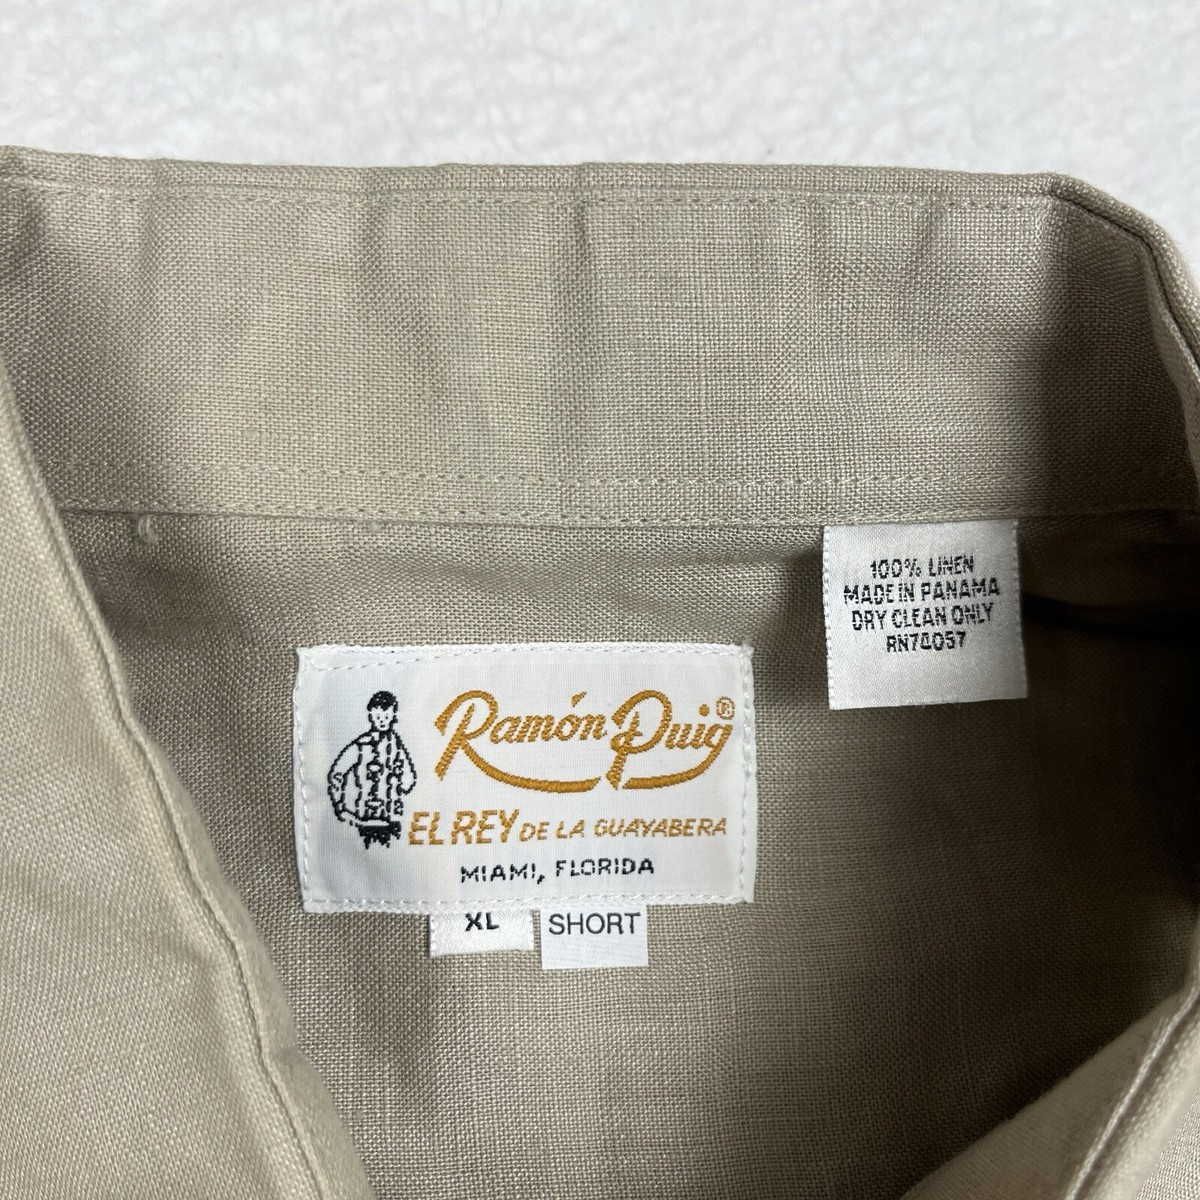 100% LINEN
MADE IN PANAMA
DRY CLEAN ONLY
Ramón Puig®
EL REY DE LA GUAYABERA
MIAMI, FLORIDA
XL
SHORT